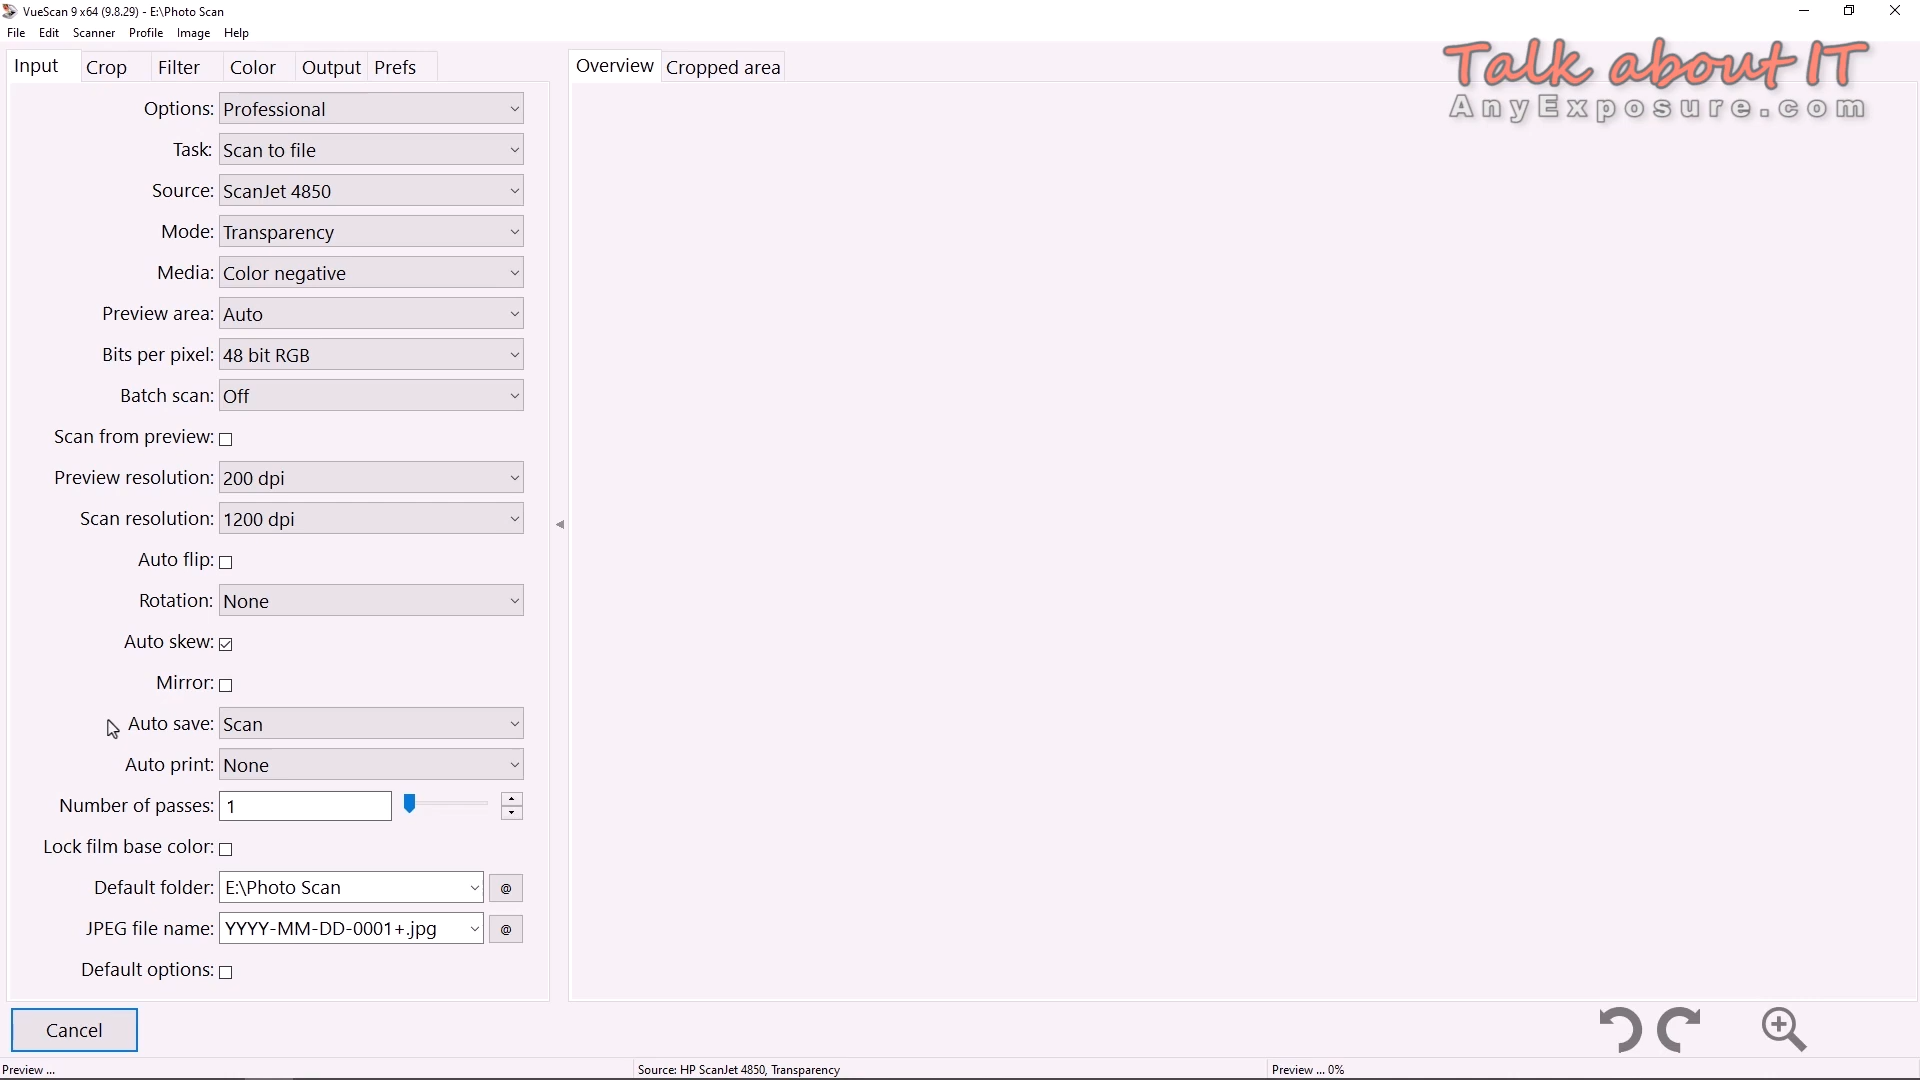 VueScan 9 x64 (9.8.29) - E:\Photo Scan
File Edit Scanner Profile Image Help
Input Crop Filter Color Output Prefs
Overview Cropped area
Talk about IT
AnyExposure.com
Options: Professional
Task: Scan to file
Source: ScanJet 4850
Mode: Transparency
Media: Color negative
Preview area: Auto
Bits per pixel: 48 bit RGB
Batch scan: Off
Scan from preview:
Preview resolution: 200 dpi
Scan resolution: 1200 dpi
Auto flip:
Rotation: None
Auto skew:
Mirror:
Auto save: Scan
Auto print: None
Number of passes: 1
Lock film base color:
Default folder: E:\Photo Scan @
JPEG file name: YYYY-MM-DD-0001+.jpg @
Default options:
Cancel
Preview ... Source: HP ScanJet 4850, Transparency Preview ... 0%